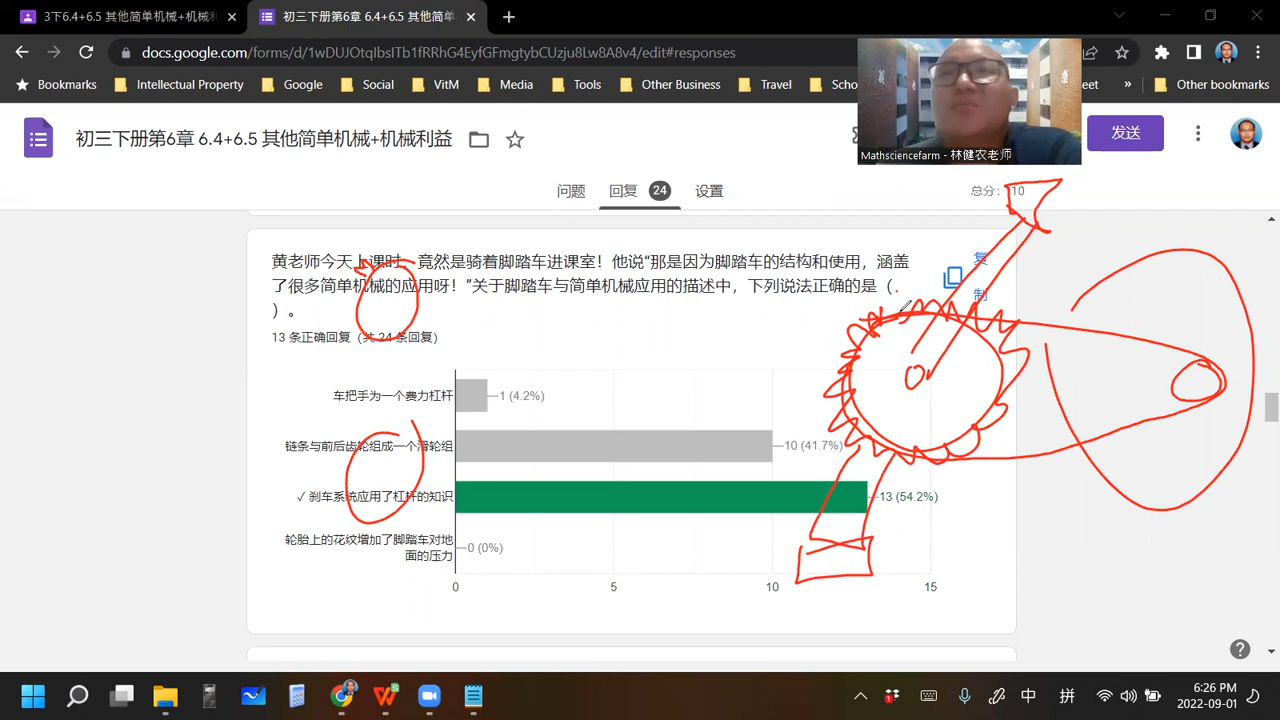 3下6.4+6.5 其他简单机械+机械利
初三下册第6章 6.4+6.5 其他简单
docs.google.com/forms/d/1wDUJOtqIbsITb1fRRhG4EyfGFmgtybCUzju8Lw8A8v4/edit#responses
Bookmarks
Intellectual Property
Google
Social
VitM
Media
Tools
Other Business
Travel
Other bookmarks
初三下册第6章 6.4+6.5 其他简单机械+机械利益
发送
Mathsciencefarm - 林健农老师
问题
回复
24
设置
总分:
10
黄老师今天上课时,竟然是骑着脚踏车进课室!他说“那是因为脚踏车的结构和使用,涵盖
了很多简单机械的应用呀!”关于脚踏车与简单机械应用的描述中,下列说法正确的是(.
)。
复
制
13 条正确回复(共 24 条回复)
车把手为一个费力杠杆
1 (4.2%)
链条与前后齿轮组成一个滑轮组
10 (41.7%)
✓ 刹车系统应用了杠杆的知识
13 (54.2%)
轮胎上的花纹增加了脚踏车对地
面的压力
0 (0%)
0
5
10
15
中
拼
6:26 PM
2022-09-01